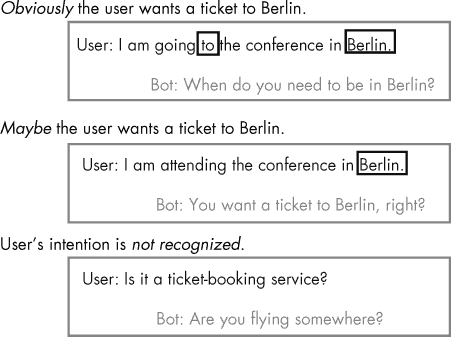 Obviously the user wants a ticket to Berlin.
User: I am going to the conference in Berlin.
Bot: When do you need to be in Berlin?
Maybe the user wants a ticket to Berlin.
User: I am attending the conference in Berlin.
Bot: You want a ticket to Berlin, right?
User’s intention is not recognized.
User: Is it a ticket-booking service?
Bot: Are you flying somewhere?